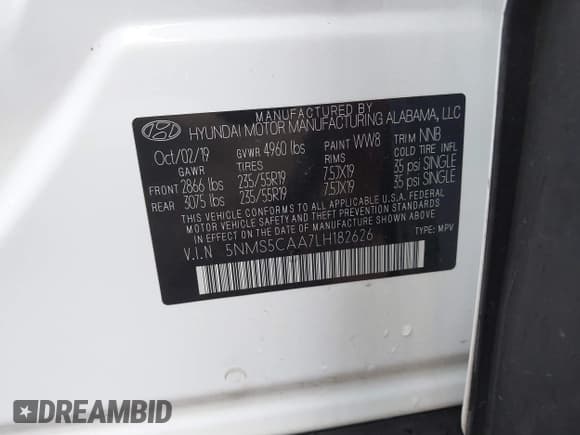 MANUFACTURED BY
HYUNDAI MOTOR MANUFACTURING ALABAMA, LLC
Oct/02/19 GVWR 4960 lbs PAINT WW8 TRIM NNB
GAWR TIRES RIMS COLD TIRE INFL
FRONT 2866 lbs 235/55R19 7.5JX19 35 psi SINGLE
REAR 3075 lbs 235/55R19 7.5JX19 35 psi SINGLE
THIS VEHICLE CONFORMS TO ALL APPLICABLE U.S.A. FEDERAL
MOTOR VEHICLE SAFETY AND THEFT PREVENTION STANDARDS
IN EFFECT ON THE DATE OF MANUFACTURE SHOWN ABOVE.
V.I.N 5NMS5CAA7LH182626 TYPE: MPV
DREAMBID